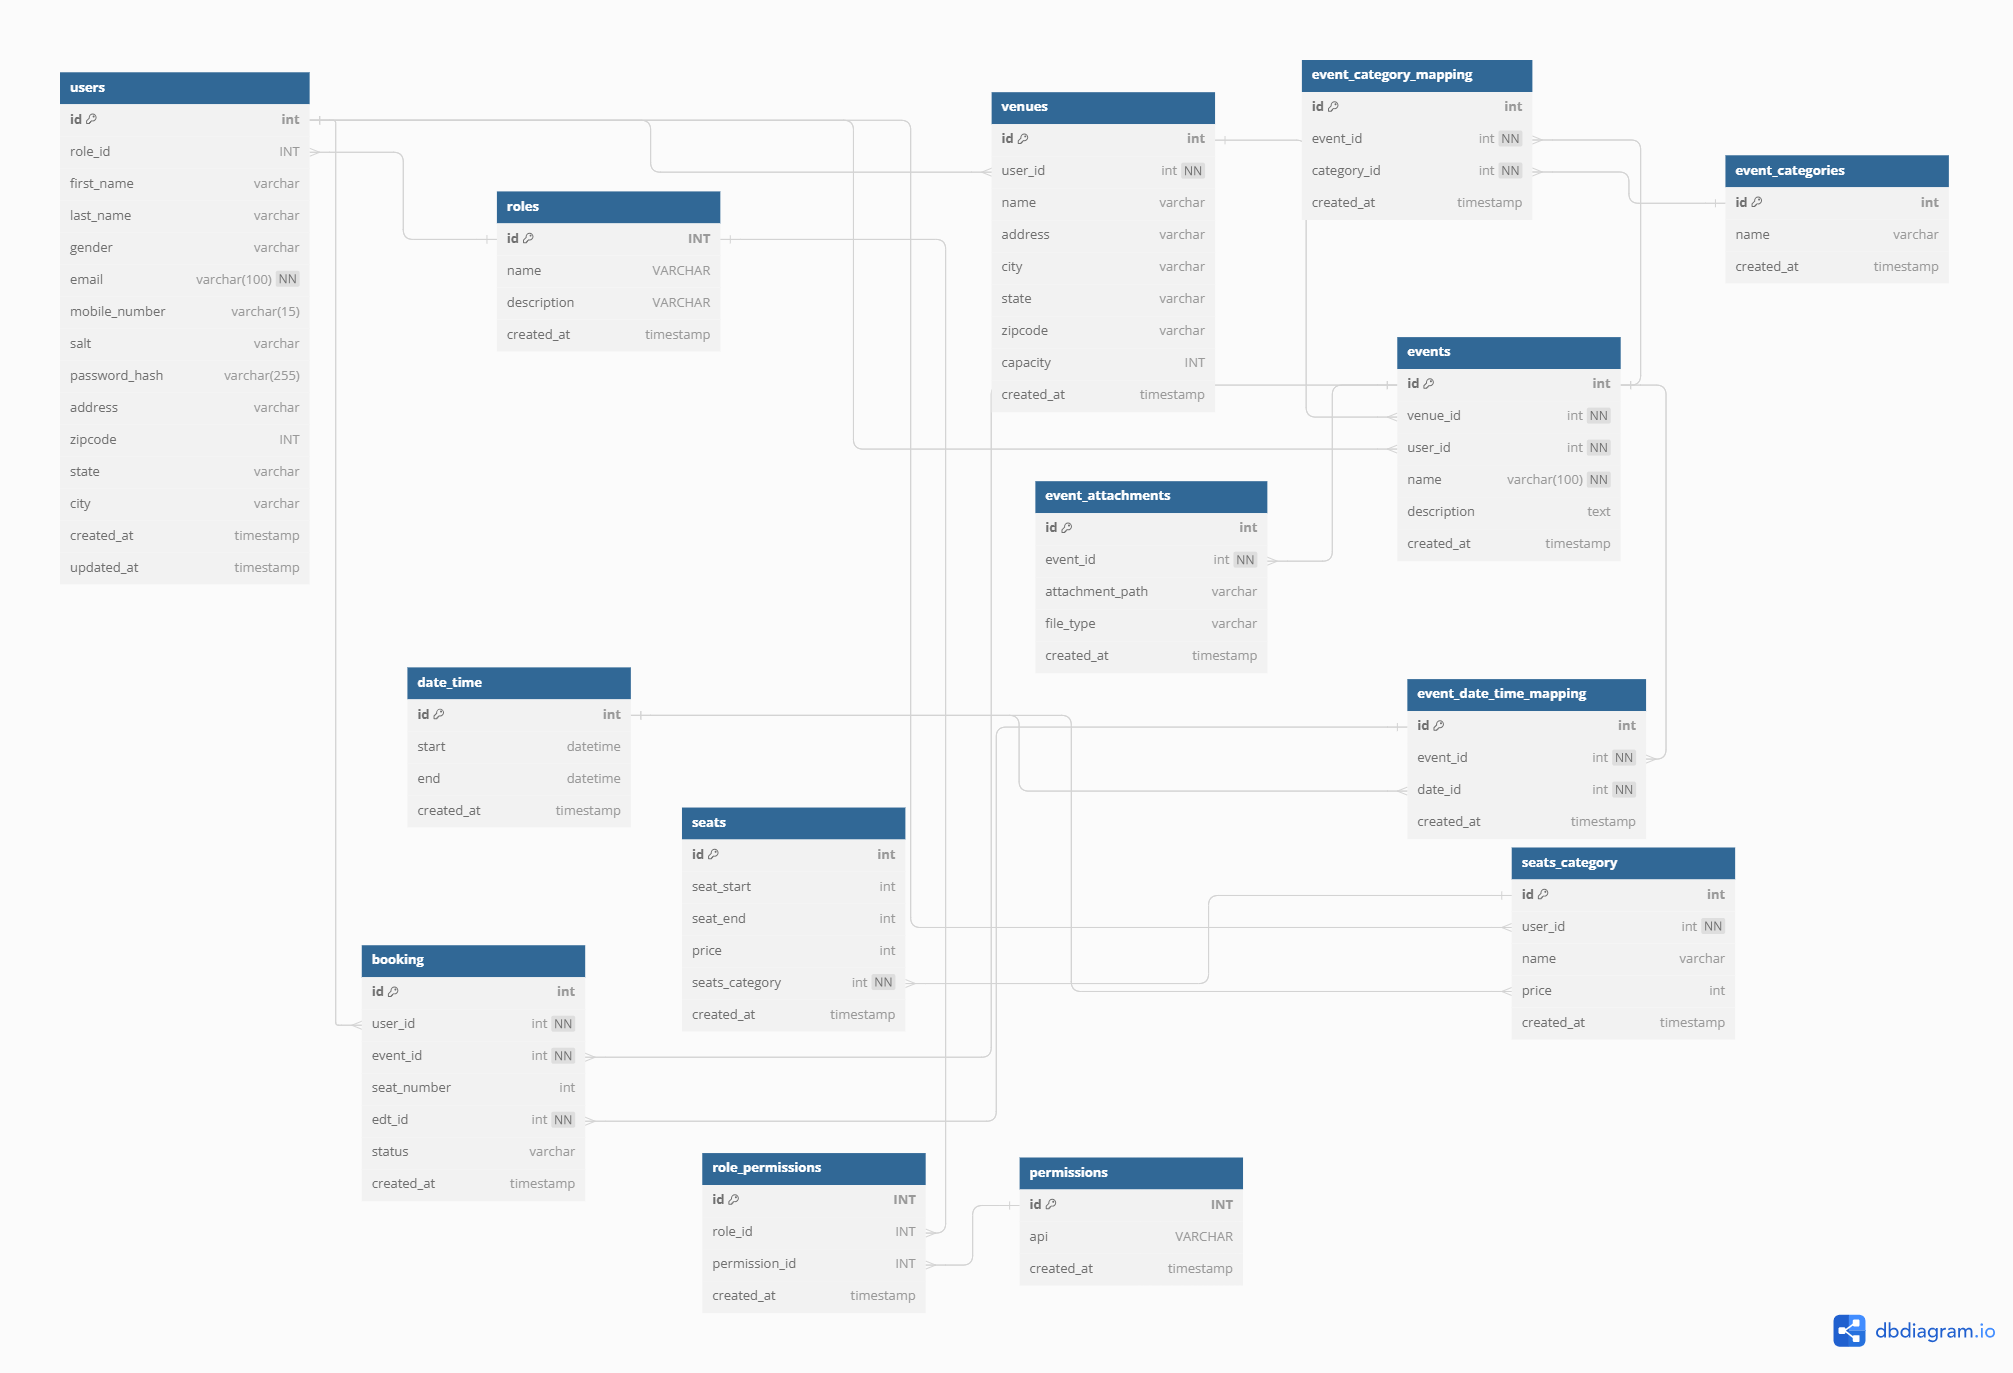 users
id int
role_id INT
first_name varchar
last_name varchar
gender varchar
email varchar(100) NN
mobile_number varchar(15)
salt varchar
password_hash varchar(255)
address varchar
zipcode INT
state varchar
city varchar
created_at timestamp
updated_at timestamp
roles
id INT
name VARCHAR
description VARCHAR
created_at timestamp
venues
id int
user_id int NN
name varchar
address varchar
city varchar
state varchar
zipcode varchar
capacity INT
created_at timestamp
event_category_mapping
id int
event_id int NN
category_id int NN
created_at timestamp
event_categories
id int
name varchar
created_at timestamp
events
id int
venue_id int NN
user_id int NN
name varchar(100) NN
description text
created_at timestamp
event_attachments
id int
event_id int NN
attachment_path varchar
file_type varchar
created_at timestamp
date_time
id int
start datetime
end datetime
created_at timestamp
event_date_time_mapping
id int
event_id int NN
date_id int NN
created_at timestamp
seats
id int
seat_start int
seat_end int
price int
seats_category int NN
created_at timestamp
seats_category
id int
user_id int NN
name varchar
price int
created_at timestamp
booking
id int
user_id int NN
event_id int NN
seat_number int
edt_id int NN
status varchar
created_at timestamp
role_permissions
id INT
role_id INT
permission_id INT
created_at timestamp
permissions
id INT
api VARCHAR
created_at timestamp
dbdiagram.io